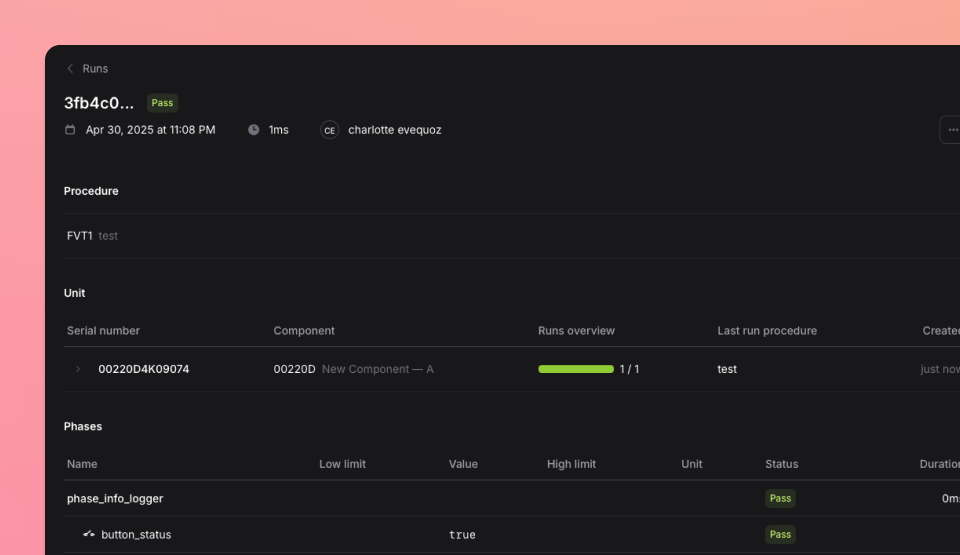 Runs
3fb4c0... Pass
Apr 30, 2025 at 11:08 PM 1ms CE charlotte evequoz
Procedure
FVT1 test
Unit
Serial number Component Runs overview Last run procedure Created
00220D4K09074 00220D New Component — A 1 / 1 test just now
Phases
Name Low limit Value High limit Unit Status Duration
phase_info_logger Pass 0ms
button_status true Pass